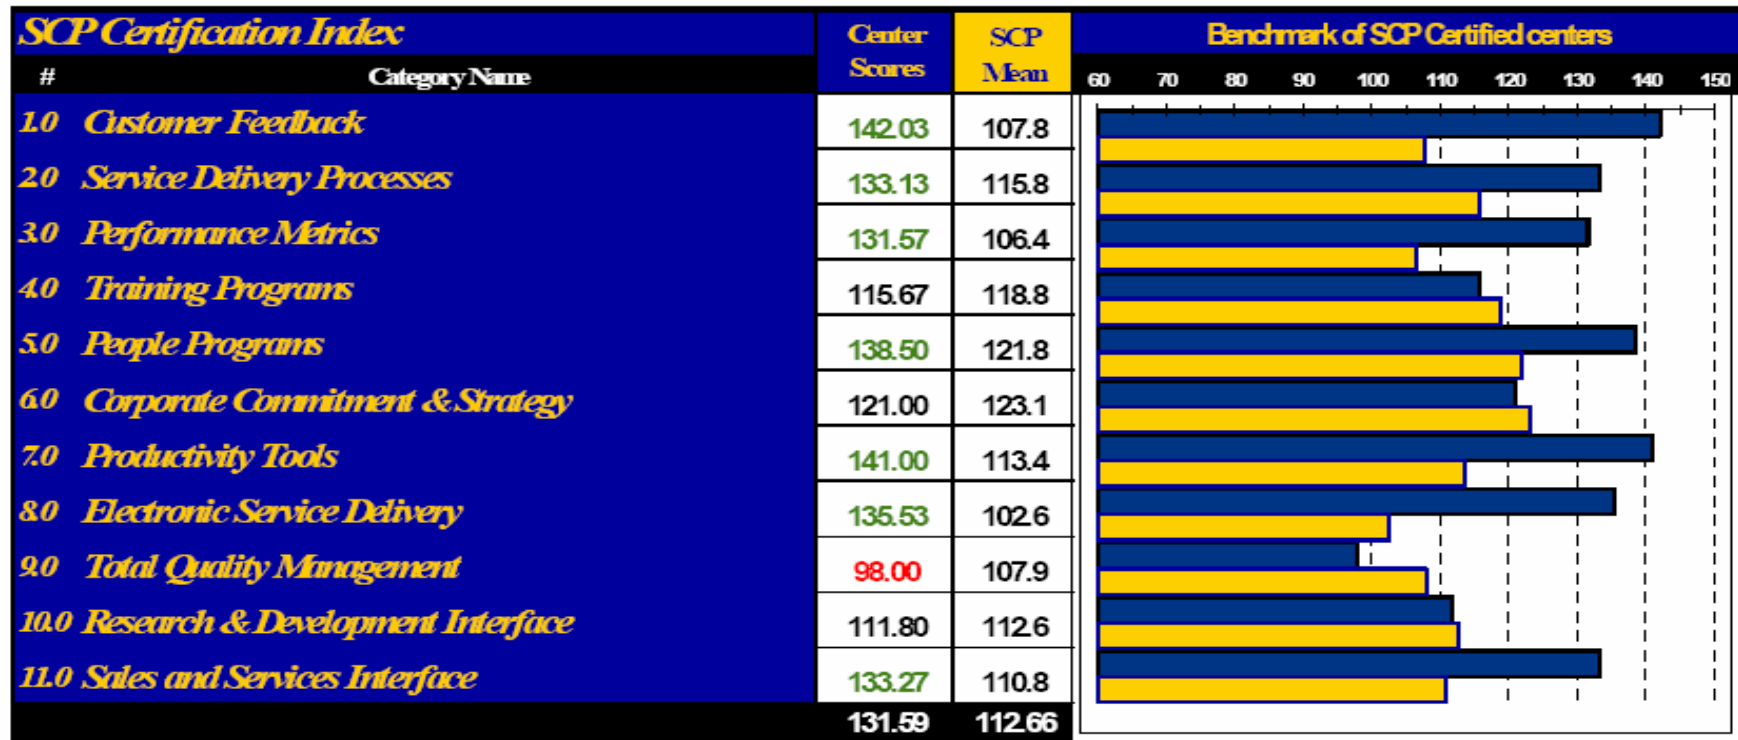 SCP Certification Index Center Scores SCP Mean Benchmark of SCP Certified centers
# Category Name 60 70 80 90 100 110 120 130 140 150
1.0 Customer Feedback 142.03 107.8
2.0 Service Delivery Processes 133.13 115.8
3.0 Performance Metrics 131.57 106.4
4.0 Training Programs 115.67 118.8
5.0 People Programs 138.50 121.8
6.0 Corporate Commitment & Strategy 121.00 123.1
7.0 Productivity Tools 141.00 113.4
8.0 Electronic Service Delivery 135.53 102.6
9.0 Total Quality Management 98.00 107.9
10.0 Research & Development Interface 111.80 112.6
11.0 Sales and Services Interface 133.27 110.8
131.59 112.66